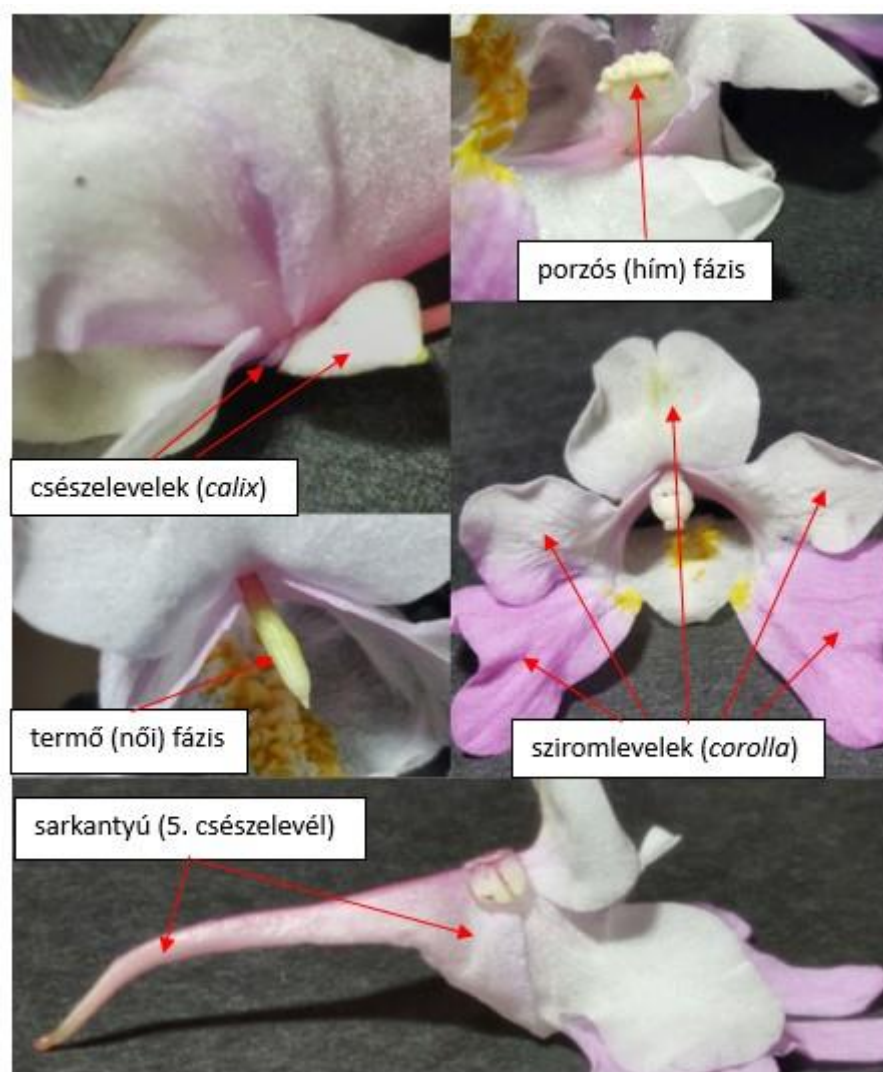 porzós (hím) fázis
csészelevelek (calix)
termő (női) fázis
sziromlevelek (corolla)
sarkantyú (5. csészelevél)